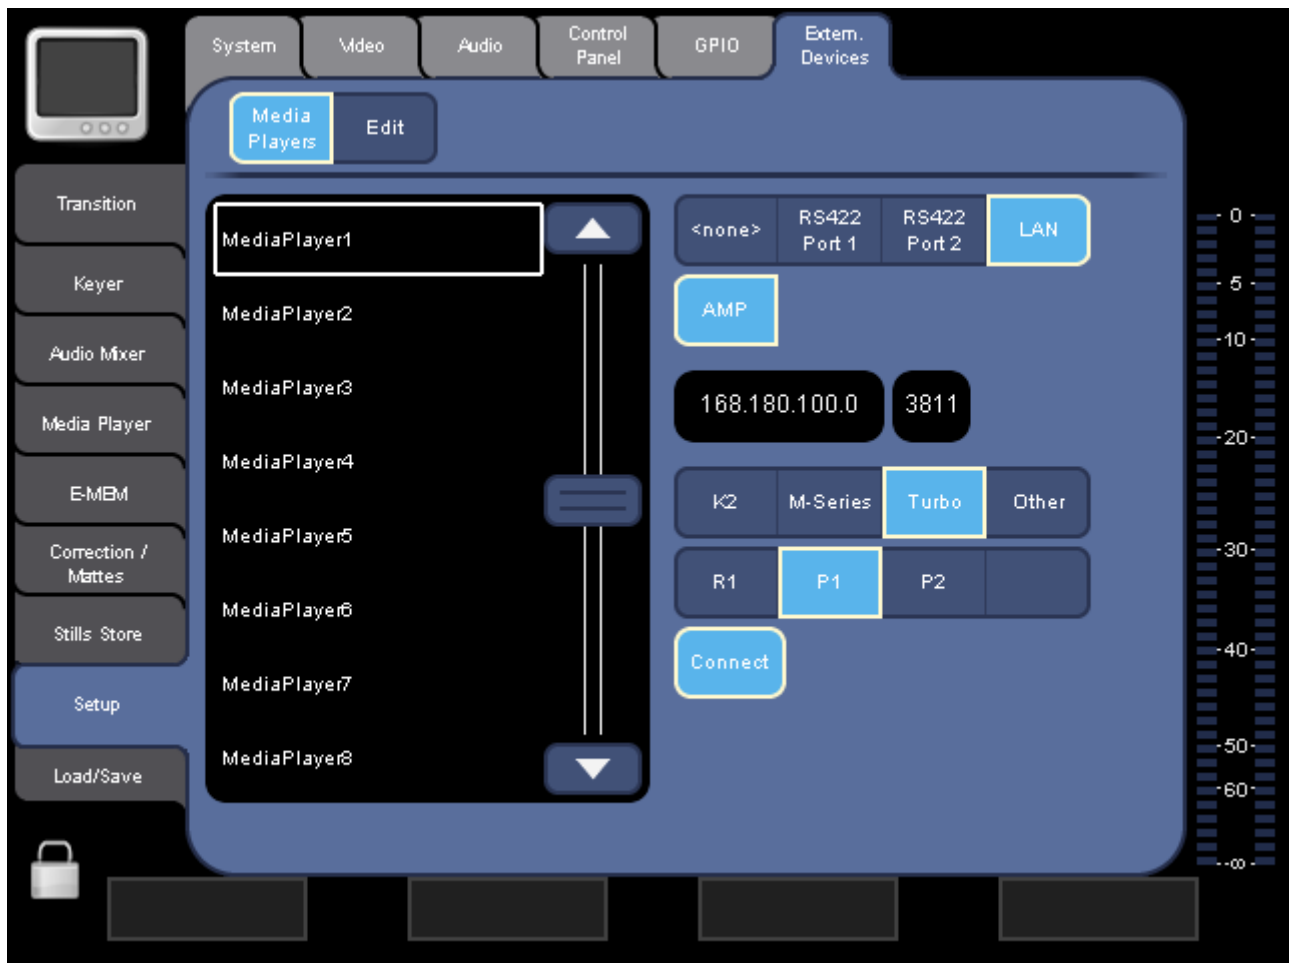 System
Video
Audio
Control
Panel
GPIO
Extern.
Devices
Media
Players
Edit
Transition
Keyer
Audio Mixer
Media Player
E-MEM
Correction /
Mattes
Stills Store
Setup
Load/Save
MediaPlayer1
MediaPlayer2
MediaPlayer3
MediaPlayer4
MediaPlayer5
MediaPlayer6
MediaPlayer7
MediaPlayer8
<none>
RS422
Port 1
RS422
Port 2
LAN
AMP
168.180.100.0
3811
K2
M-Series
Turbo
Other
R1
P1
P2
Connect
- 0 -
- 5 -
-10-
-20-
-30-
-40-
-50-
-60-
--∞-